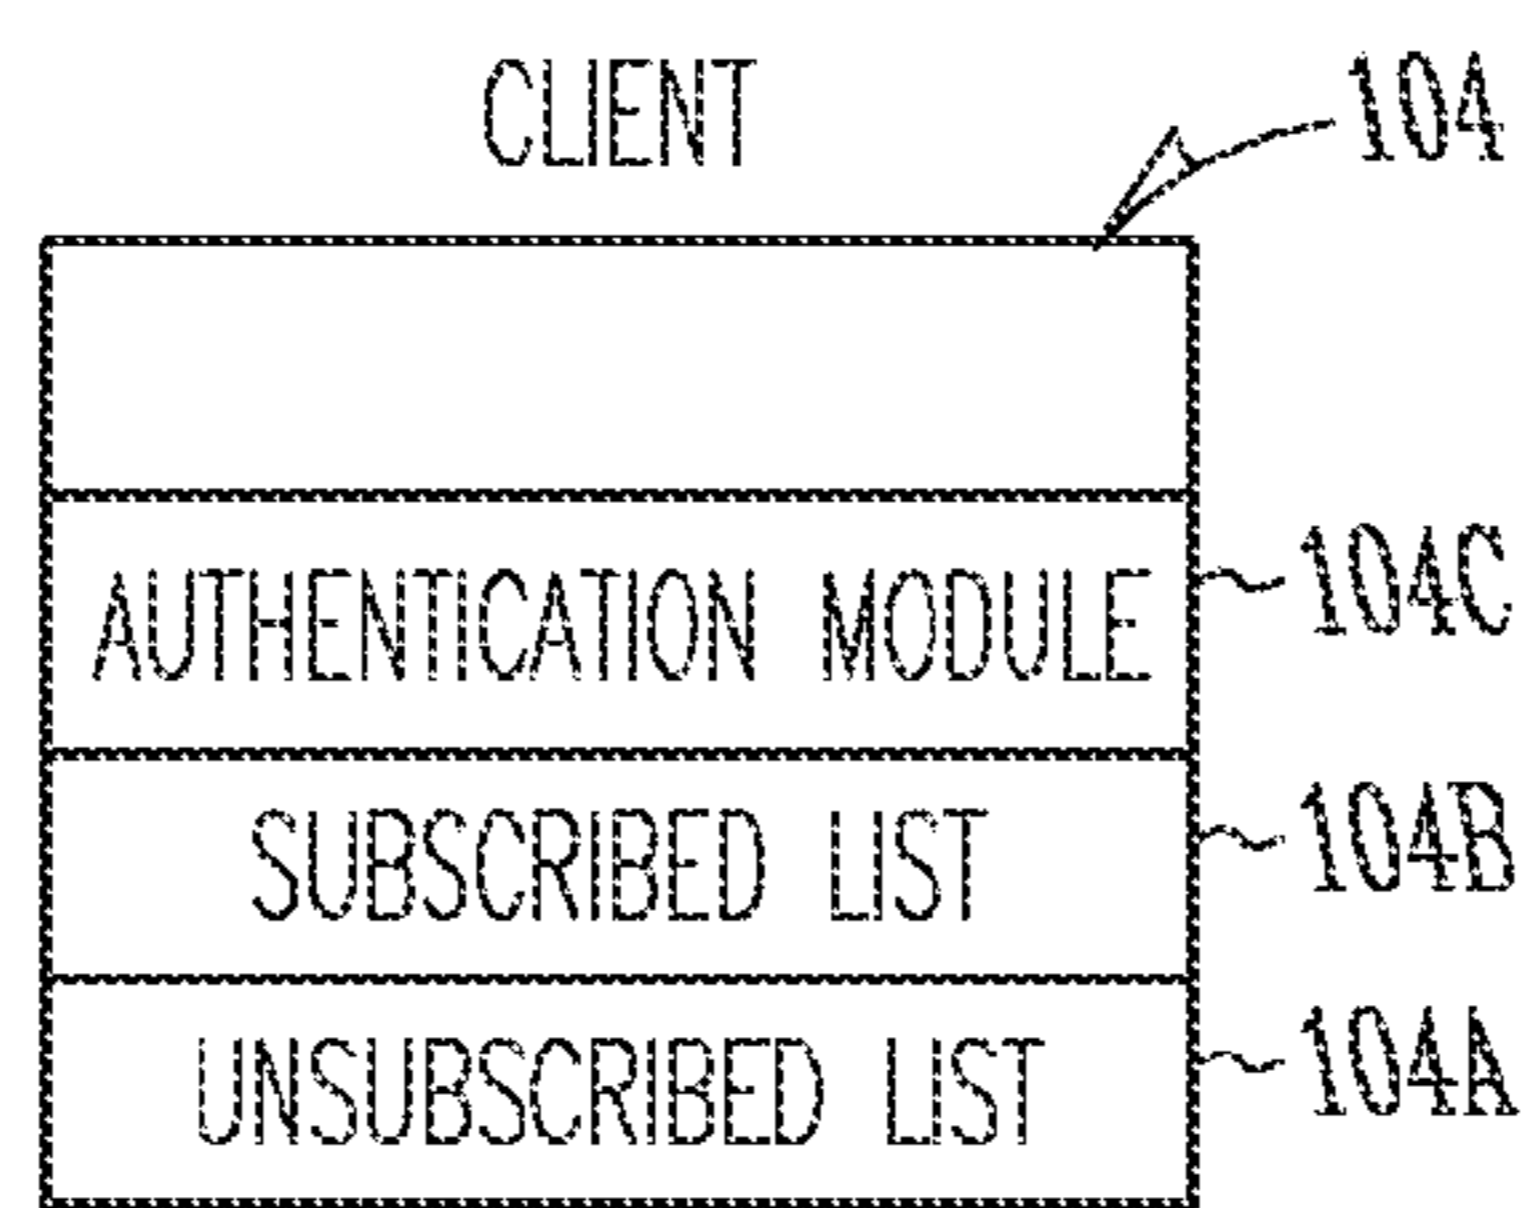 CLIENT
104
AUTHENTICATION MODULE
104C
SUBSCRIBED LIST
104B
UNSUBSCRIBED LIST
104A